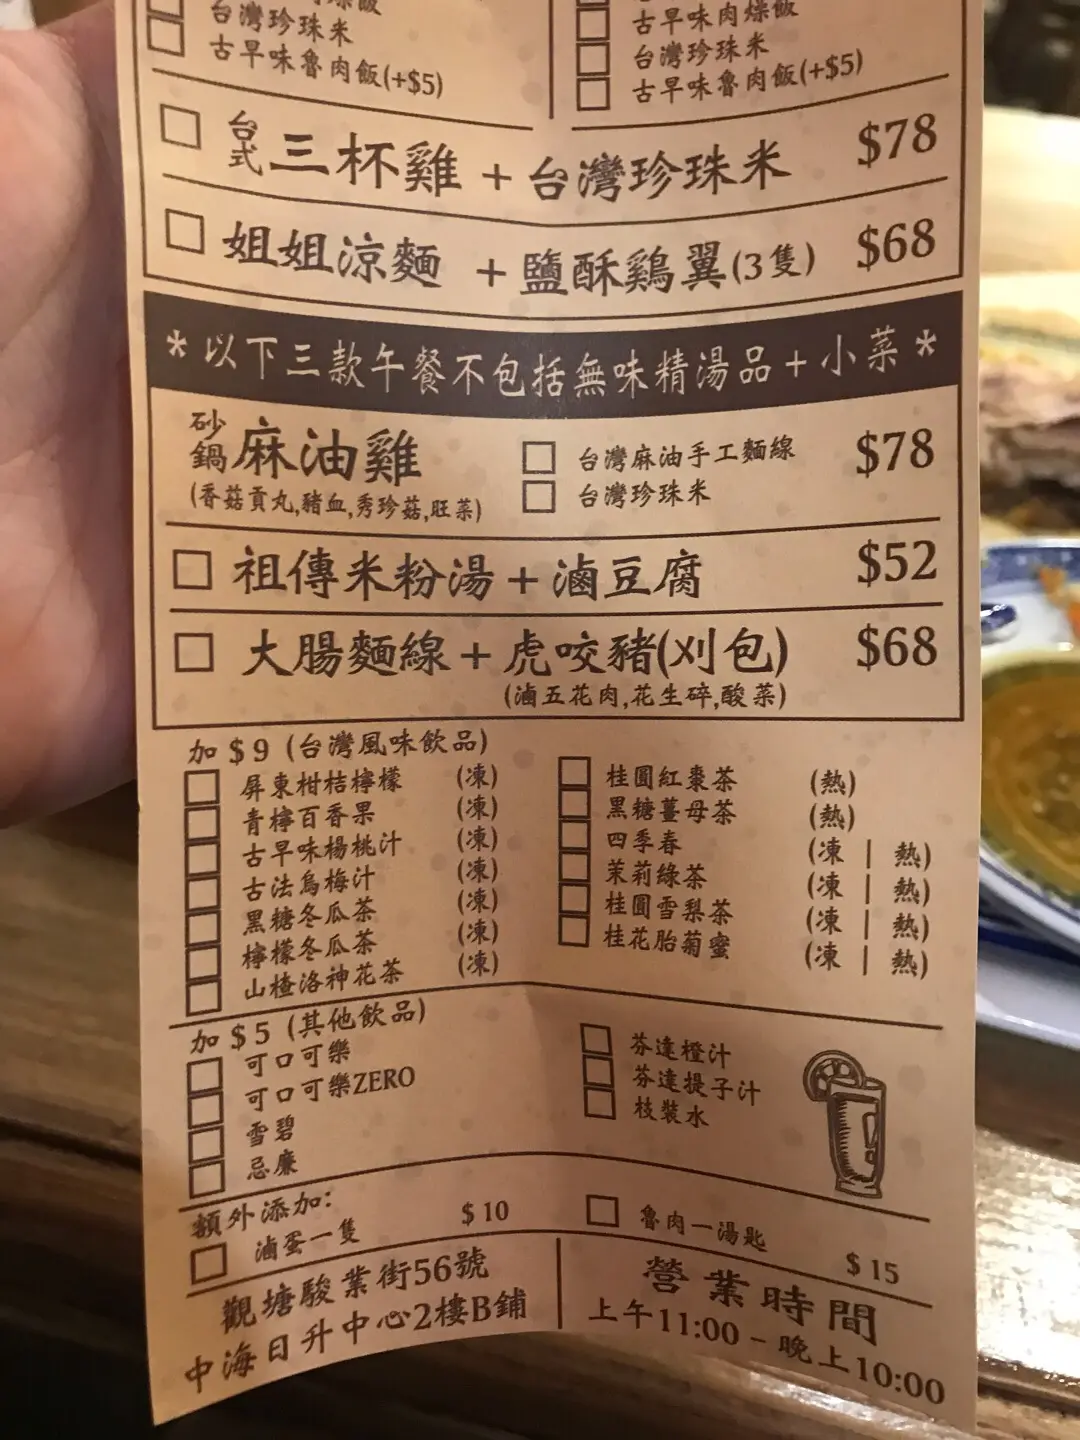 台灣珍珠米
古早味魯肉飯(+$5)
古早味肉燥飯
台灣珍珠米
古早味魯肉飯(+$5)
台式三杯雞 + 台灣珍珠米 $78
姐姐涼麵 + 鹽酥鷄翼(3隻) $68
*以下三款午餐不包括無味精湯品+小菜*
砂鍋麻油雞
(香菇貢丸,豬血,秀珍菇,旺菜)
台灣麻油手工麵線
台灣珍珠米
$78
祖傳米粉湯+滷豆腐 $52
大腸麵線+虎咬豬(刈包) $68
(滷五花肉,花生碎,酸菜)
加$9 (台灣風味飲品)
屏東柑桔檸檬 (凍)
青檸百香果 (凍)
古早味楊桃汁 (凍)
古法烏梅汁 (凍)
黑糖冬瓜茶 (凍)
檸檬冬瓜茶 (凍)
山楂洛神花茶 (凍)
桂圓紅棗茶 (熱)
黑糖薑母茶 (熱)
四季春 (凍 | 熱)
茉莉綠茶 (凍 | 熱)
桂圓雪梨茶 (凍 | 熱)
桂花胎菊蜜 (凍 | 熱)
加$5 (其他飲品)
可口可樂
可口可樂ZERO
雪碧
忌廉
芬達橙汁
芬達提子汁
枝裝水
額外添加:
滷蛋一隻 $10
魯肉一湯匙 $15
觀塘駿業街56號
中海日升中心2樓B鋪
營業時間
上午11:00 - 晚上10:00